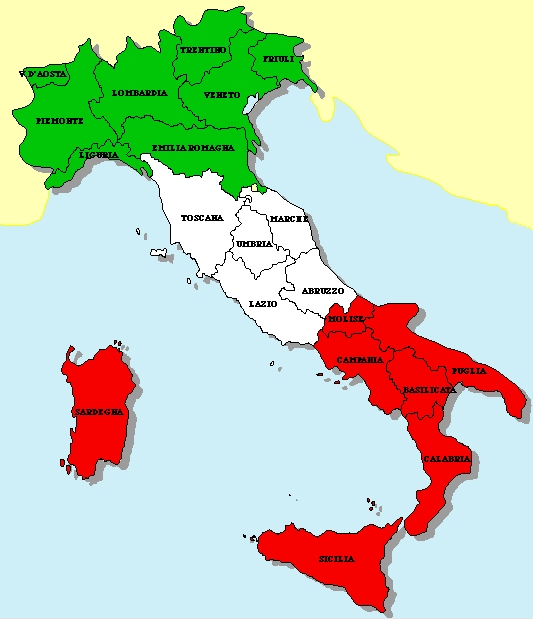 TRENTINO
FRIULI
V.D'AOSTA
LOMBARDIA
VENETO
PIEMONTE
EMILIA ROMAGNA
LIGURIA
TOSCANA
MARCHE
UMBRIA
ABRUZZO
LAZIO
MOLISE
CAMPANIA
PUGLIA
BASILICATA
SARDEGNA
CALABRIA
SICILIA